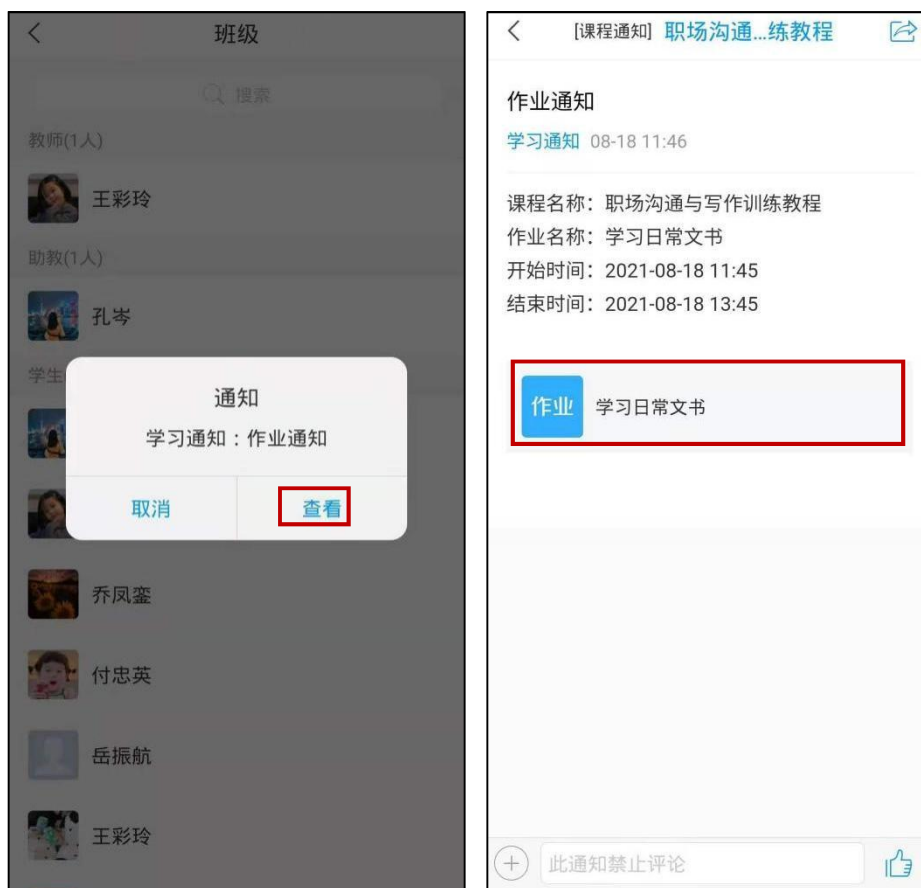 班级
搜索
教师(1人)
王彩玲
助教(1人)
孔岑
学生
通知
学习通知：作业通知
取消
查看
乔凤銮
付忠英
岳振航
王彩玲
[课程通知] 职场沟通...练教程
作业通知
学习通知 08-18 11:46
课程名称：职场沟通与写作训练教程
作业名称：学习日常文书
开始时间：2021-08-18 11:45
结束时间：2021-08-18 13:45
作业 学习日常文书
此通知禁止评论